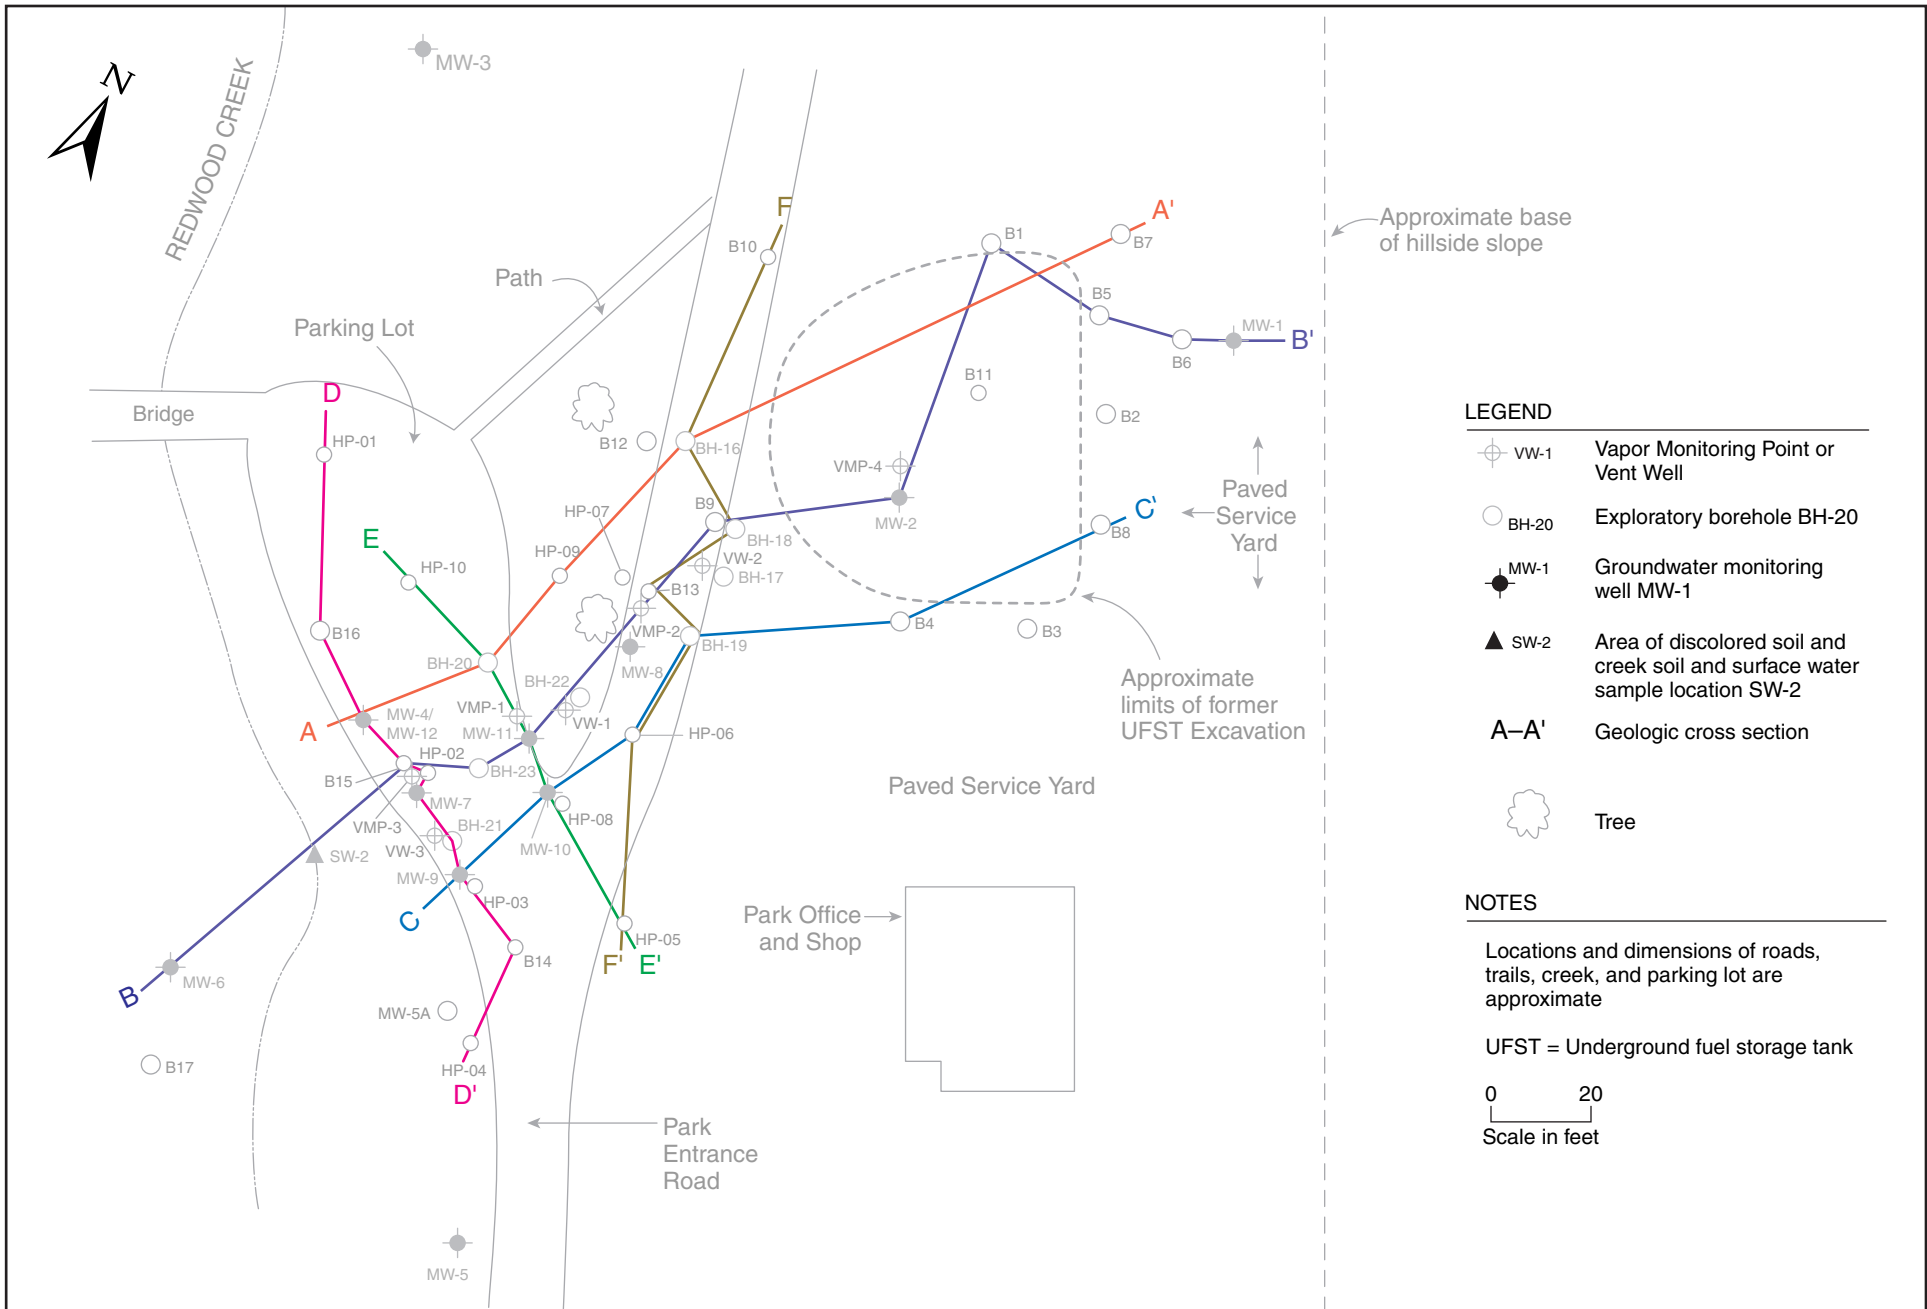 N
REDWOOD CREEK
MW-3
Path
Parking Lot
Bridge
D
HP-01
B16
E
HP-10
BH-20
A
MW-4/
MW-12
HP-02
B15
VMP-3
MW-7
VW-3
BH-21
SW-2
MW-9
C
HP-03
B
MW-6
B14
MW-5A
B17
HP-04
D'
MW-5
F
B10
B12
BH-16
HP-07
HP-09
B9
BH-18
VW-2
BH-17
B13
VMP-2
MW-8
BH-19
BH-22
VMP-1
VW-1
MW-11
BH-23
HP-06
HP-08
MW-10
HP-05
F'
E'
Park
Entrance
Road
A'
B7
B1
B5
MW-1
B'
B6
B11
B2
VMP-4
MW-2
C'
B8
B4
B3
Paved
Service
Yard
Approximate base
of hillside slope
Approximate
limits of former
UFST Excavation
Paved Service Yard
Park Office
and Shop
LEGEND
VW-1 Vapor Monitoring Point or
Vent Well
BH-20 Exploratory borehole BH-20
MW-1 Groundwater monitoring
well MW-1
SW-2 Area of discolored soil and
creek soil and surface water
sample location SW-2
A–A' Geologic cross section
Tree
NOTES
Locations and dimensions of roads,
trails, creek, and parking lot are
approximate
UFST = Underground fuel storage tank
0 20
Scale in feet